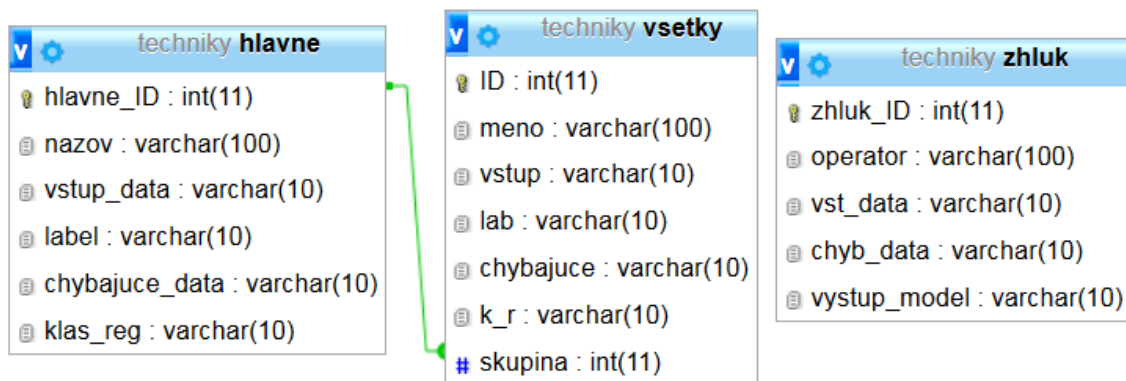 v techniky hlavne
hlavne_ID : int(11)
nazov : varchar(100)
vstup_data : varchar(10)
label : varchar(10)
chybajuce_data : varchar(10)
klas_reg : varchar(10)
v techniky vsetky
ID : int(11)
meno : varchar(100)
vstup : varchar(10)
lab : varchar(10)
chybajuce : varchar(10)
k_r : varchar(10)
# skupina : int(11)
v techniky zhluk
zhluk_ID : int(11)
operator : varchar(100)
vst_data : varchar(10)
chyb_data : varchar(10)
vystup_model : varchar(10)